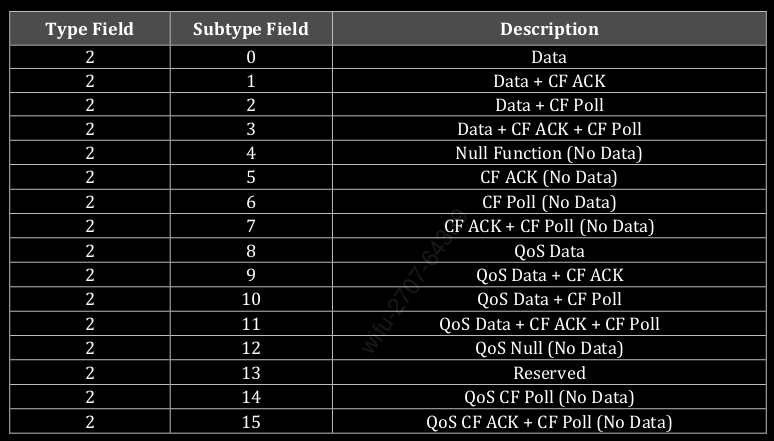 Type Field Subtype Field Description
2 0 Data
2 1 Data + CF ACK
2 2 Data + CF Poll
2 3 Data + CF ACK + CF Poll
2 4 Null Function (No Data)
2 5 CF ACK (No Data)
2 6 CF Poll (No Data)
2 7 CF ACK + CF Poll (No Data)
2 8 QoS Data
2 9 QoS Data + CF ACK
2 10 QoS Data + CF Poll
2 11 QoS Data + CF ACK + CF Poll
2 12 QoS Null (No Data)
2 13 Reserved
2 14 QoS CF Poll (No Data)
2 15 QoS CF ACK + CF Poll (No Data)